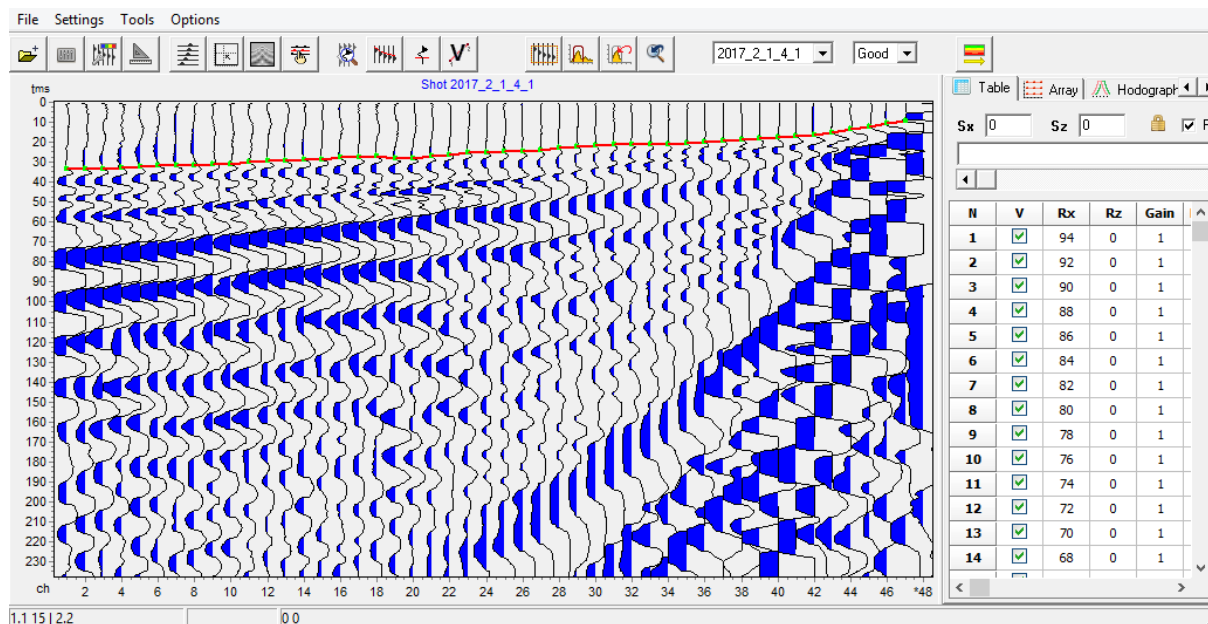 File Settings Tools Options
2017_2_1_4_1 Good
Shot 2017_2_1_4_1
tms
0
10
20
30
40
50
60
70
80
90
100
110
120
130
140
150
160
170
180
190
200
210
220
230
ch 2 4 6 8 10 12 14 16 18 20 22 24 26 28 30 32 34 36 38 40 42 44 46 *48
1.1 15 | 2.2 0 0
Table Array Hodograph
Sx 0 Sz 0
N V Rx Rz Gain
1 94 0 1
2 92 0 1
3 90 0 1
4 88 0 1
5 86 0 1
6 84 0 1
7 82 0 1
8 80 0 1
9 78 0 1
10 76 0 1
11 74 0 1
12 72 0 1
13 70 0 1
14 68 0 1